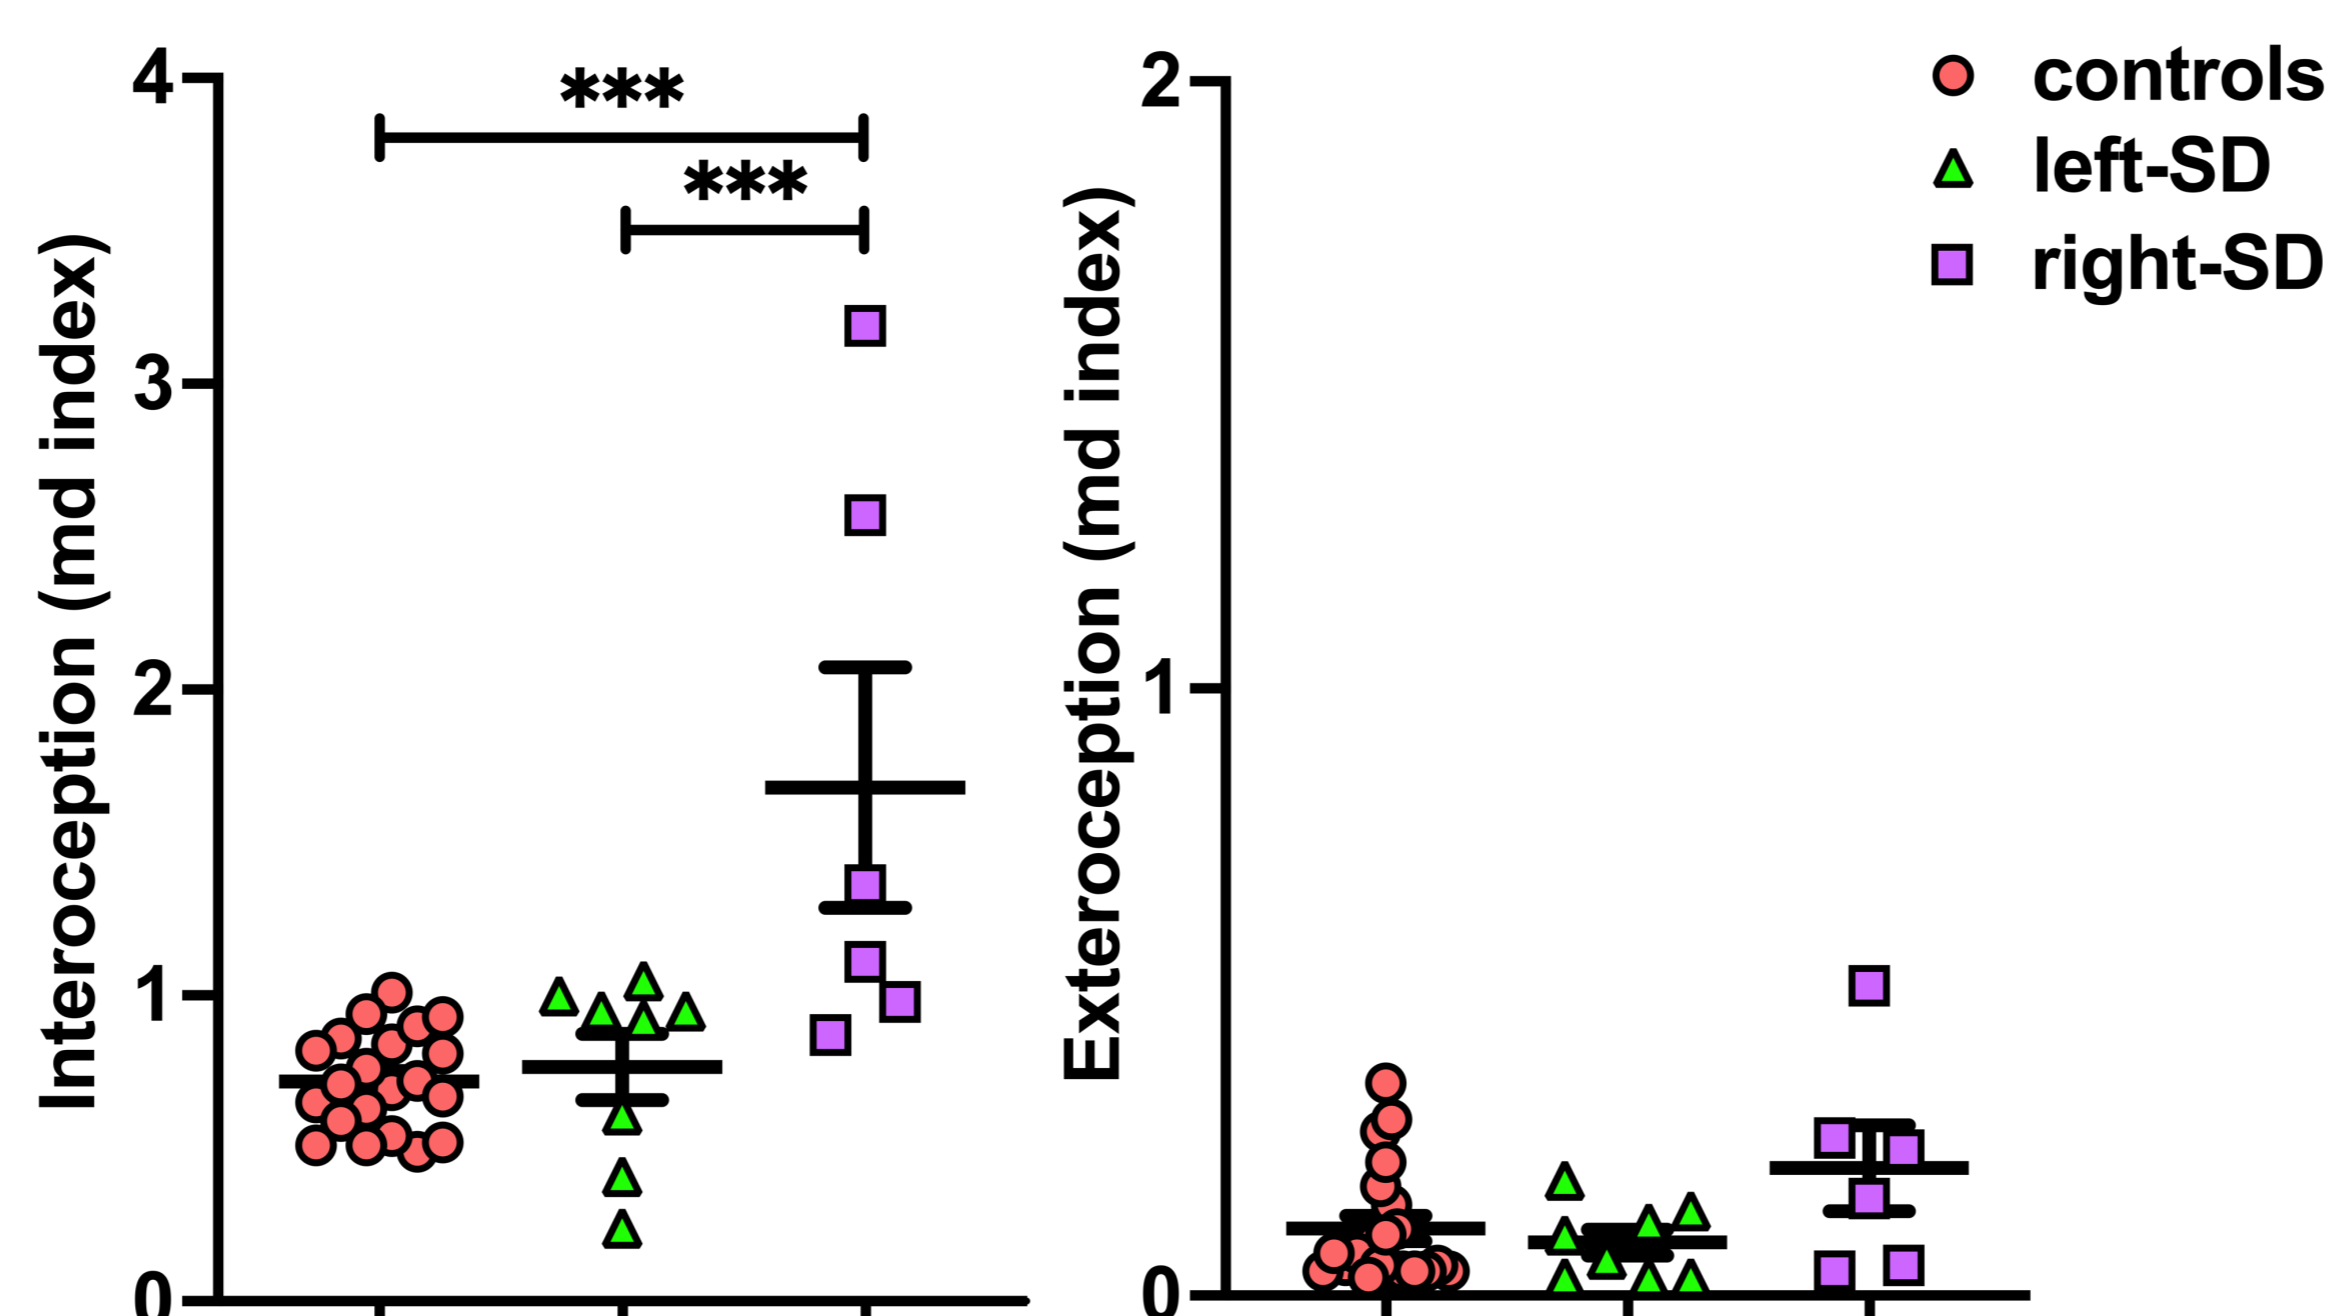 Interoception (md index)
4
3
2
1
0
***
***
Exteroception (md index)
2
1
0
controls
left-SD
right-SD